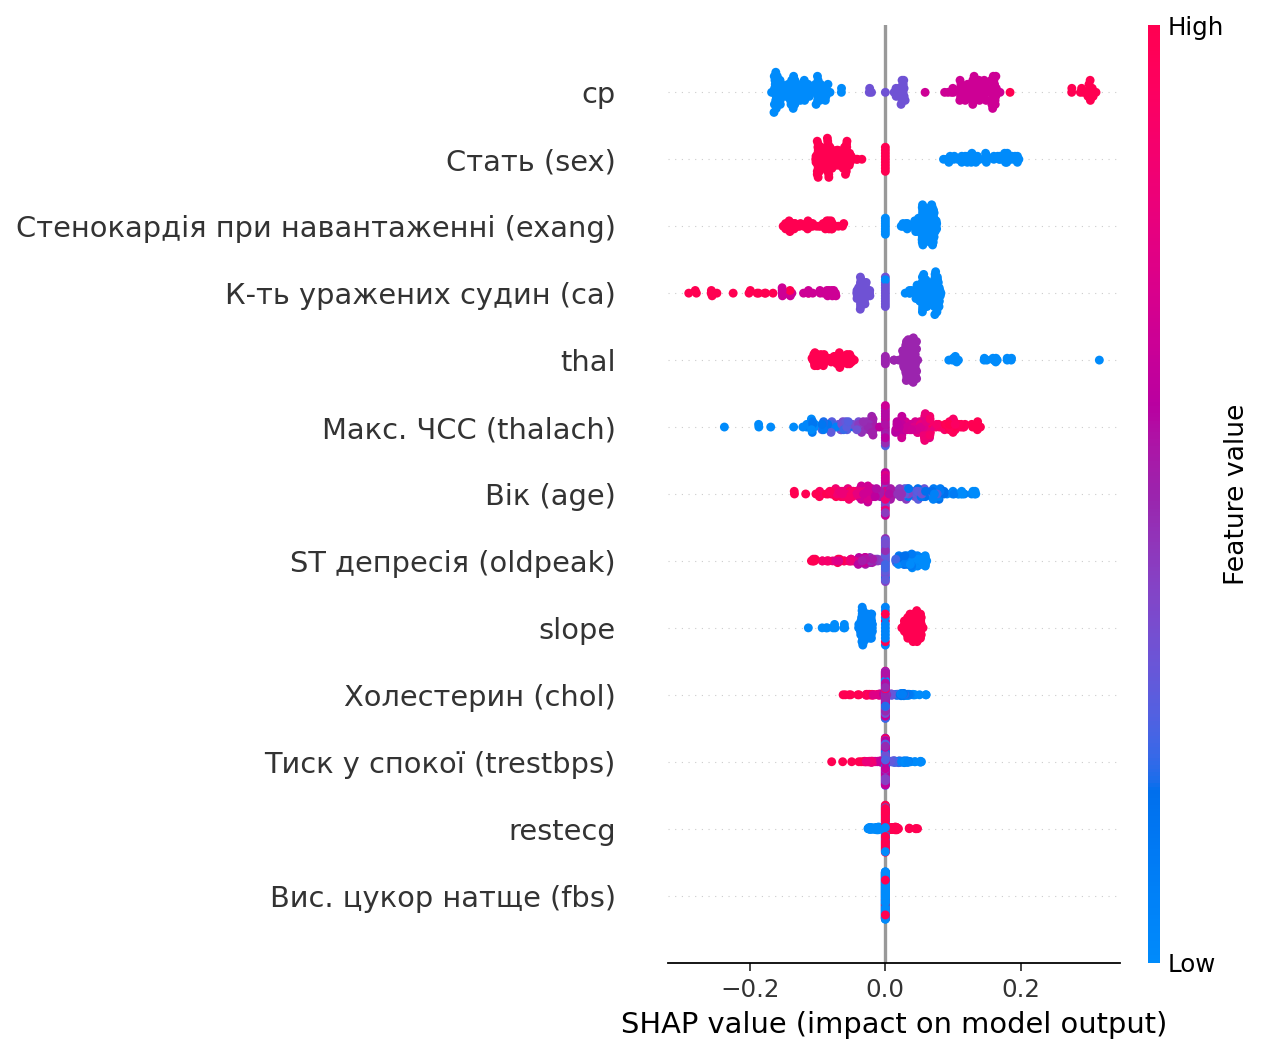 High
cp
Стать (sex)
Стенокардія при навантаженні (exang)
К-ть уражених судин (ca)
thal
Макс. ЧСС (thalach)
Вік (age)
ST депресія (oldpeak)
slope
Холестерин (chol)
Тиск у спокої (trestbps)
restecg
Вис. цукор натще (fbs)
Feature value
Low
−0.2 0.0 0.2
SHAP value (impact on model output)